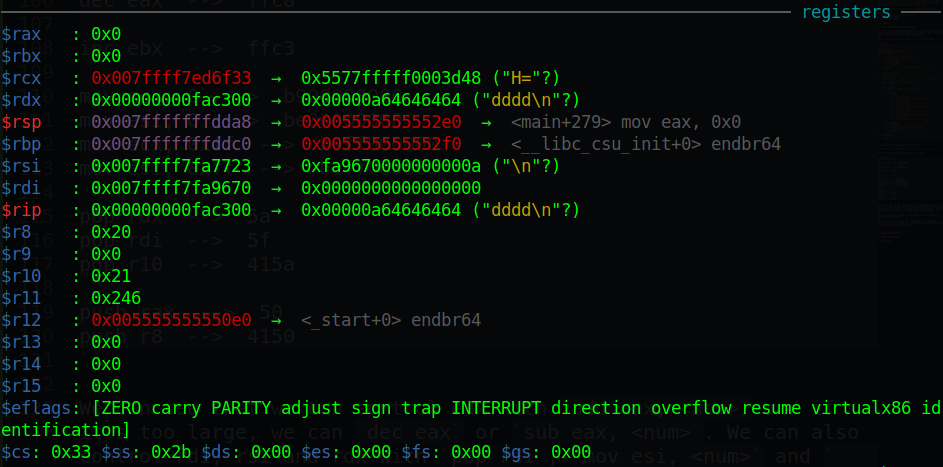 registers
$rax : 0x0
$rbx : 0x0
$rcx : 0x007ffff7ed6f33 → 0x5577fffff0003d48 ("H="?)
$rdx : 0x00000000fac300 → 0x00000a64646464 ("dddd\n"?)
$rsp : 0x007fffffffdda8 → 0x005555555552e0 → <main+279> mov eax, 0x0
$rbp : 0x007fffffffddc0 → 0x005555555552f0 → <__libc_csu_init+0> endbr64
$rsi : 0x007ffff7fa7723 → 0xfa9670000000000a ("\n"?)
$rdi : 0x007ffff7fa9670 → 0x0000000000000000
$rip : 0x00000000fac300 → 0x00000a64646464 ("dddd\n"?)
$r8 : 0x20
$r9 : 0x0
$r10 : 0x21
$r11 : 0x246
$r12 : 0x005555555550e0 → <_start+0> endbr64
$r13 : 0x0
$r14 : 0x0
$r15 : 0x0
$eflags: [ZERO carry PARITY adjust sign trap INTERRUPT direction overflow resume virtualx86 id
entification]
$cs: 0x33 $ss: 0x2b $ds: 0x00 $es: 0x00 $fs: 0x00 $gs: 0x00